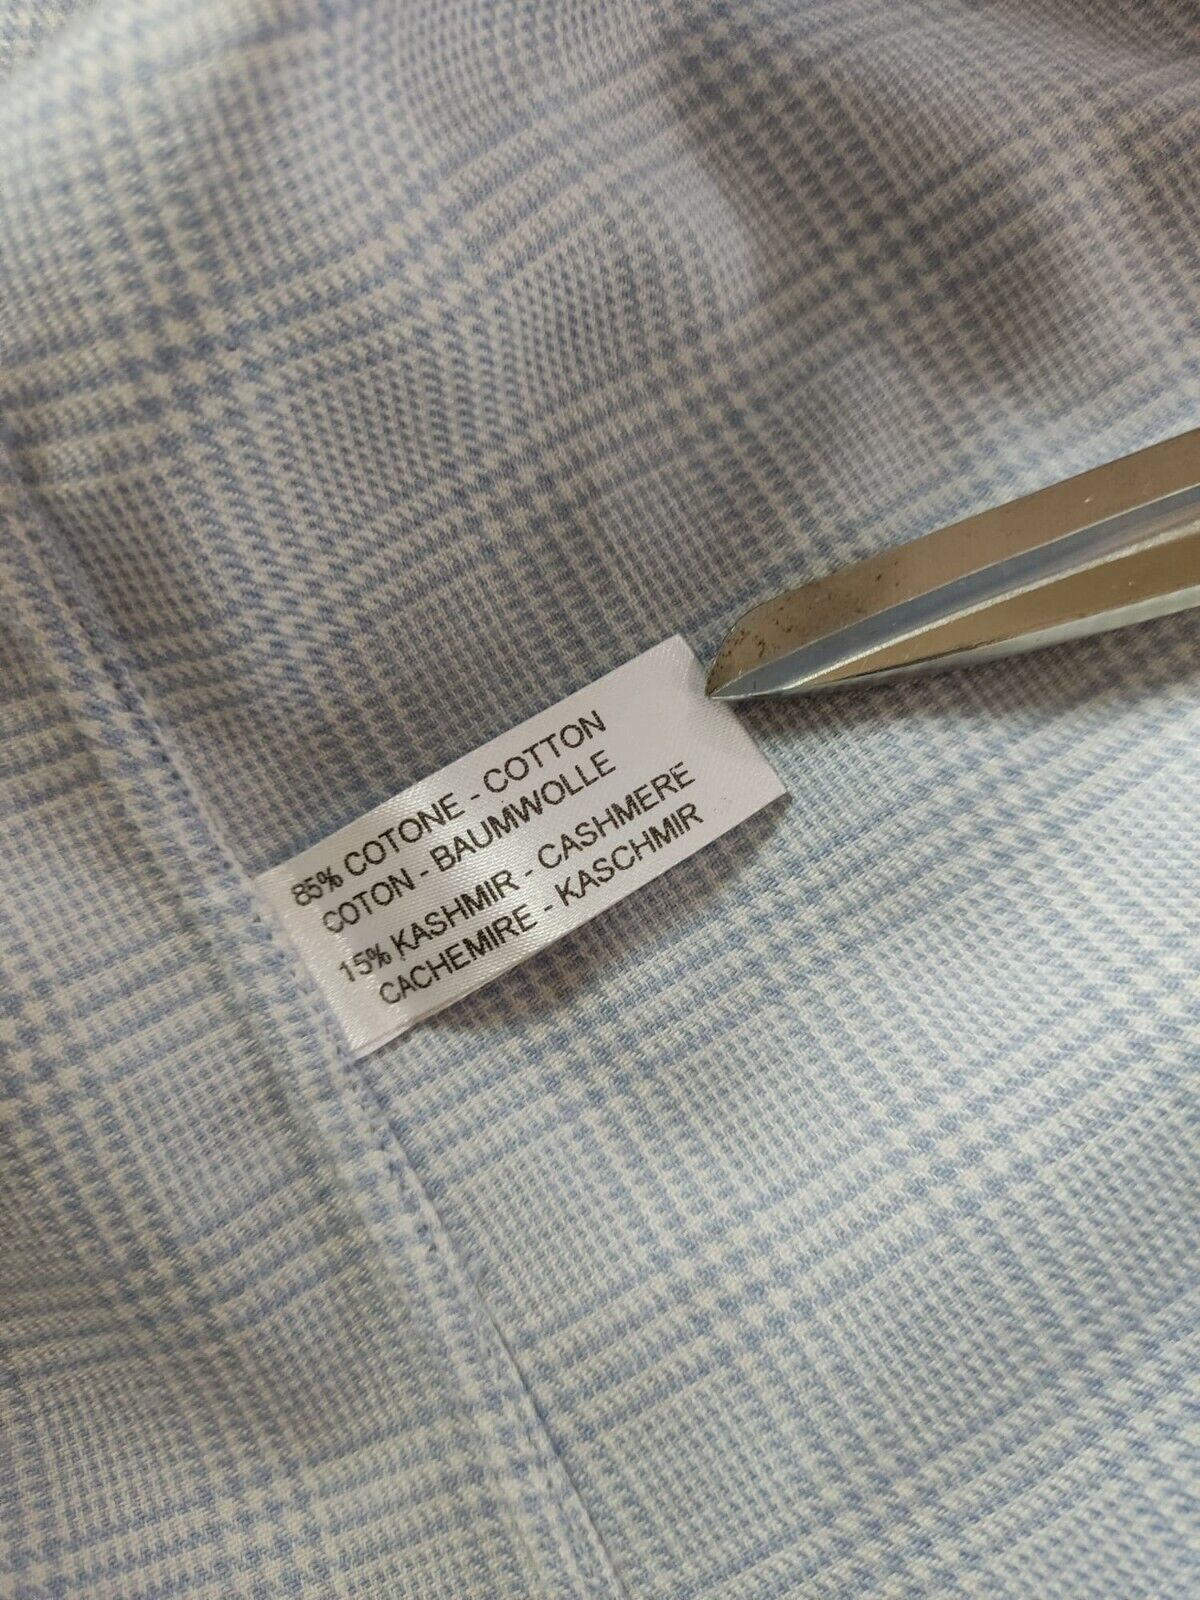 85% COTONE - COTTON
COTON - BAUMWOLLE
15% KASHMIR - CASHMERE
CACHEMIRE - KASCHMIR